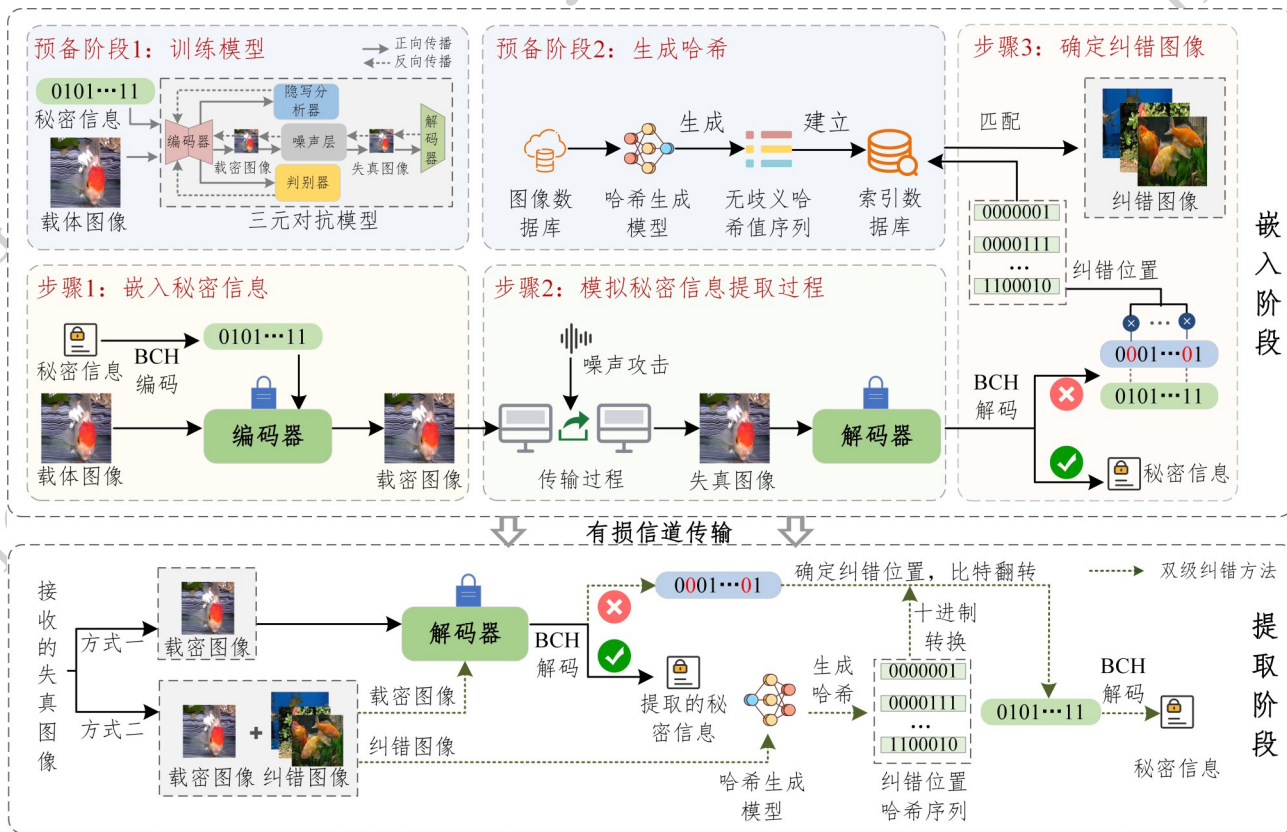 预备阶段1：训练模型
正向传播
反向传播
0101···11
秘密信息
载体图像
编码器
隐写分
析器
载密图像
噪声层
失真图像
解码器
判别器
三元对抗模型
预备阶段2：生成哈希
图像数
据库
哈希生成
模型
生成
无歧义哈
希值序列
建立
索引数
据库
步骤3：确定纠错图像
匹配
纠错图像
0000001
0000111
...
1100010
纠错位置
...
0001···01
0101···11
BCH
解码
秘密信息
嵌入阶段
步骤1：嵌入秘密信息
秘密信息
BCH
编码
0101···11
载体图像
编码器
载密图像
步骤2：模拟秘密信息提取过程
噪声攻击
传输过程
失真图像
解码器
有损信道传输
接收的失真图像
方式一
载密图像
方式二
载密图像
+
纠错图像
载密图像
纠错图像
解码器
BCH
解码
0001···01
提取的秘
密信息
确定纠错位置，比特翻转
十进制
转换
哈希生成
模型
生成
哈希
0000001
0000111
...
1100010
纠错位置
哈希序列
0101···11
BCH
解码
秘密信息
双级纠错方法
提取阶段